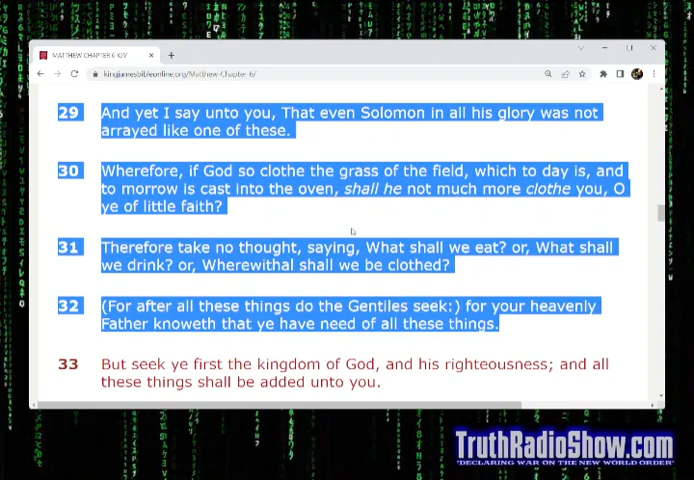 MATTHEW CHAPTER 6 KJV
kingjamesbibleonline.org/Matthew-Chapter-6/
29 And yet I say unto you, That even Solomon in all his glory was not
arrayed like one of these.
30 Wherefore, if God so clothe the grass of the field, which to day is, and
to morrow is cast into the oven, shall he not much more clothe you, O
ye of little faith?
31 Therefore take no thought, saying, What shall we eat? or, What shall
we drink? or, Wherewithal shall we be clothed?
32 (For after all these things do the Gentiles seek:) for your heavenly
Father knoweth that ye have need of all these things.
33 But seek ye first the kingdom of God, and his righteousness; and all
these things shall be added unto you.
TruthRadioShow.com
"DECLARING WAR ON THE NEW WORLD ORDER"